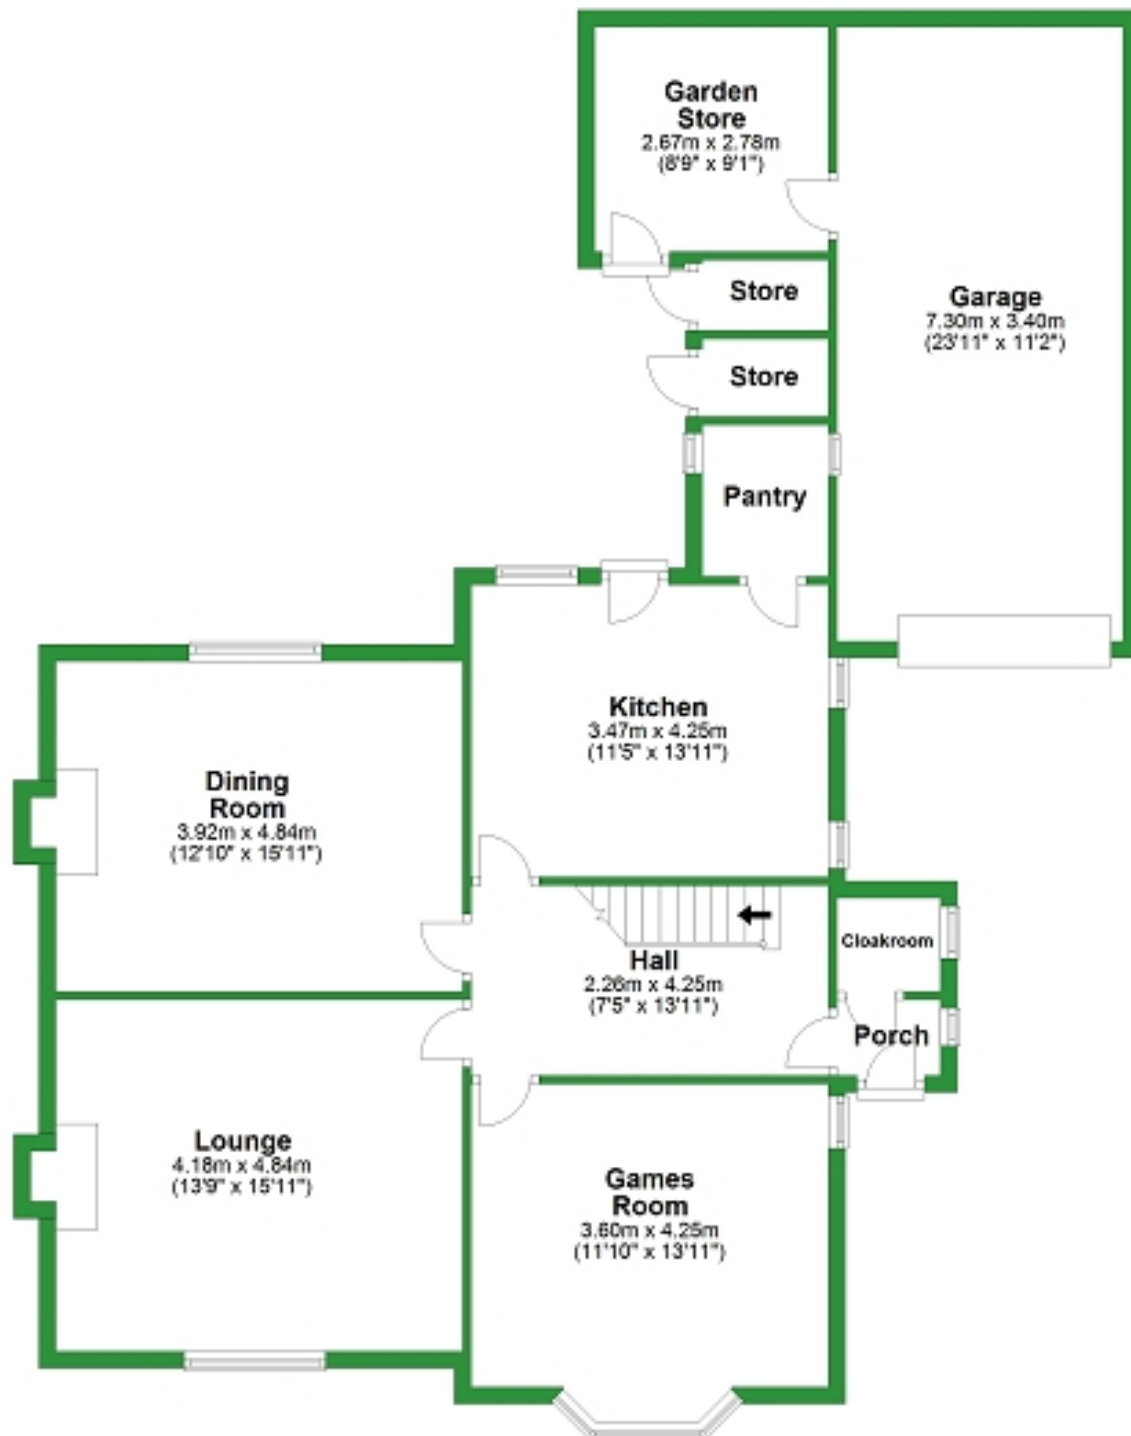 Garden
Store
2.67m x 2.78m
(8'9" x 9'1")
Store
Garage
7.30m x 3.40m
(23'11" x 11'2")
Store
Pantry
Kitchen
3.47m x 4.25m
(11'5" x 13'11")
Dining
Room
3.92m x 4.84m
(12'10" x 15'11")
Cloakroom
Hall
2.26m x 4.25m
(7'5" x 13'11")
Porch
Lounge
4.18m x 4.84m
(13'9" x 15'11")
Games
Room
3.60m x 4.25m
(11'10" x 13'11")